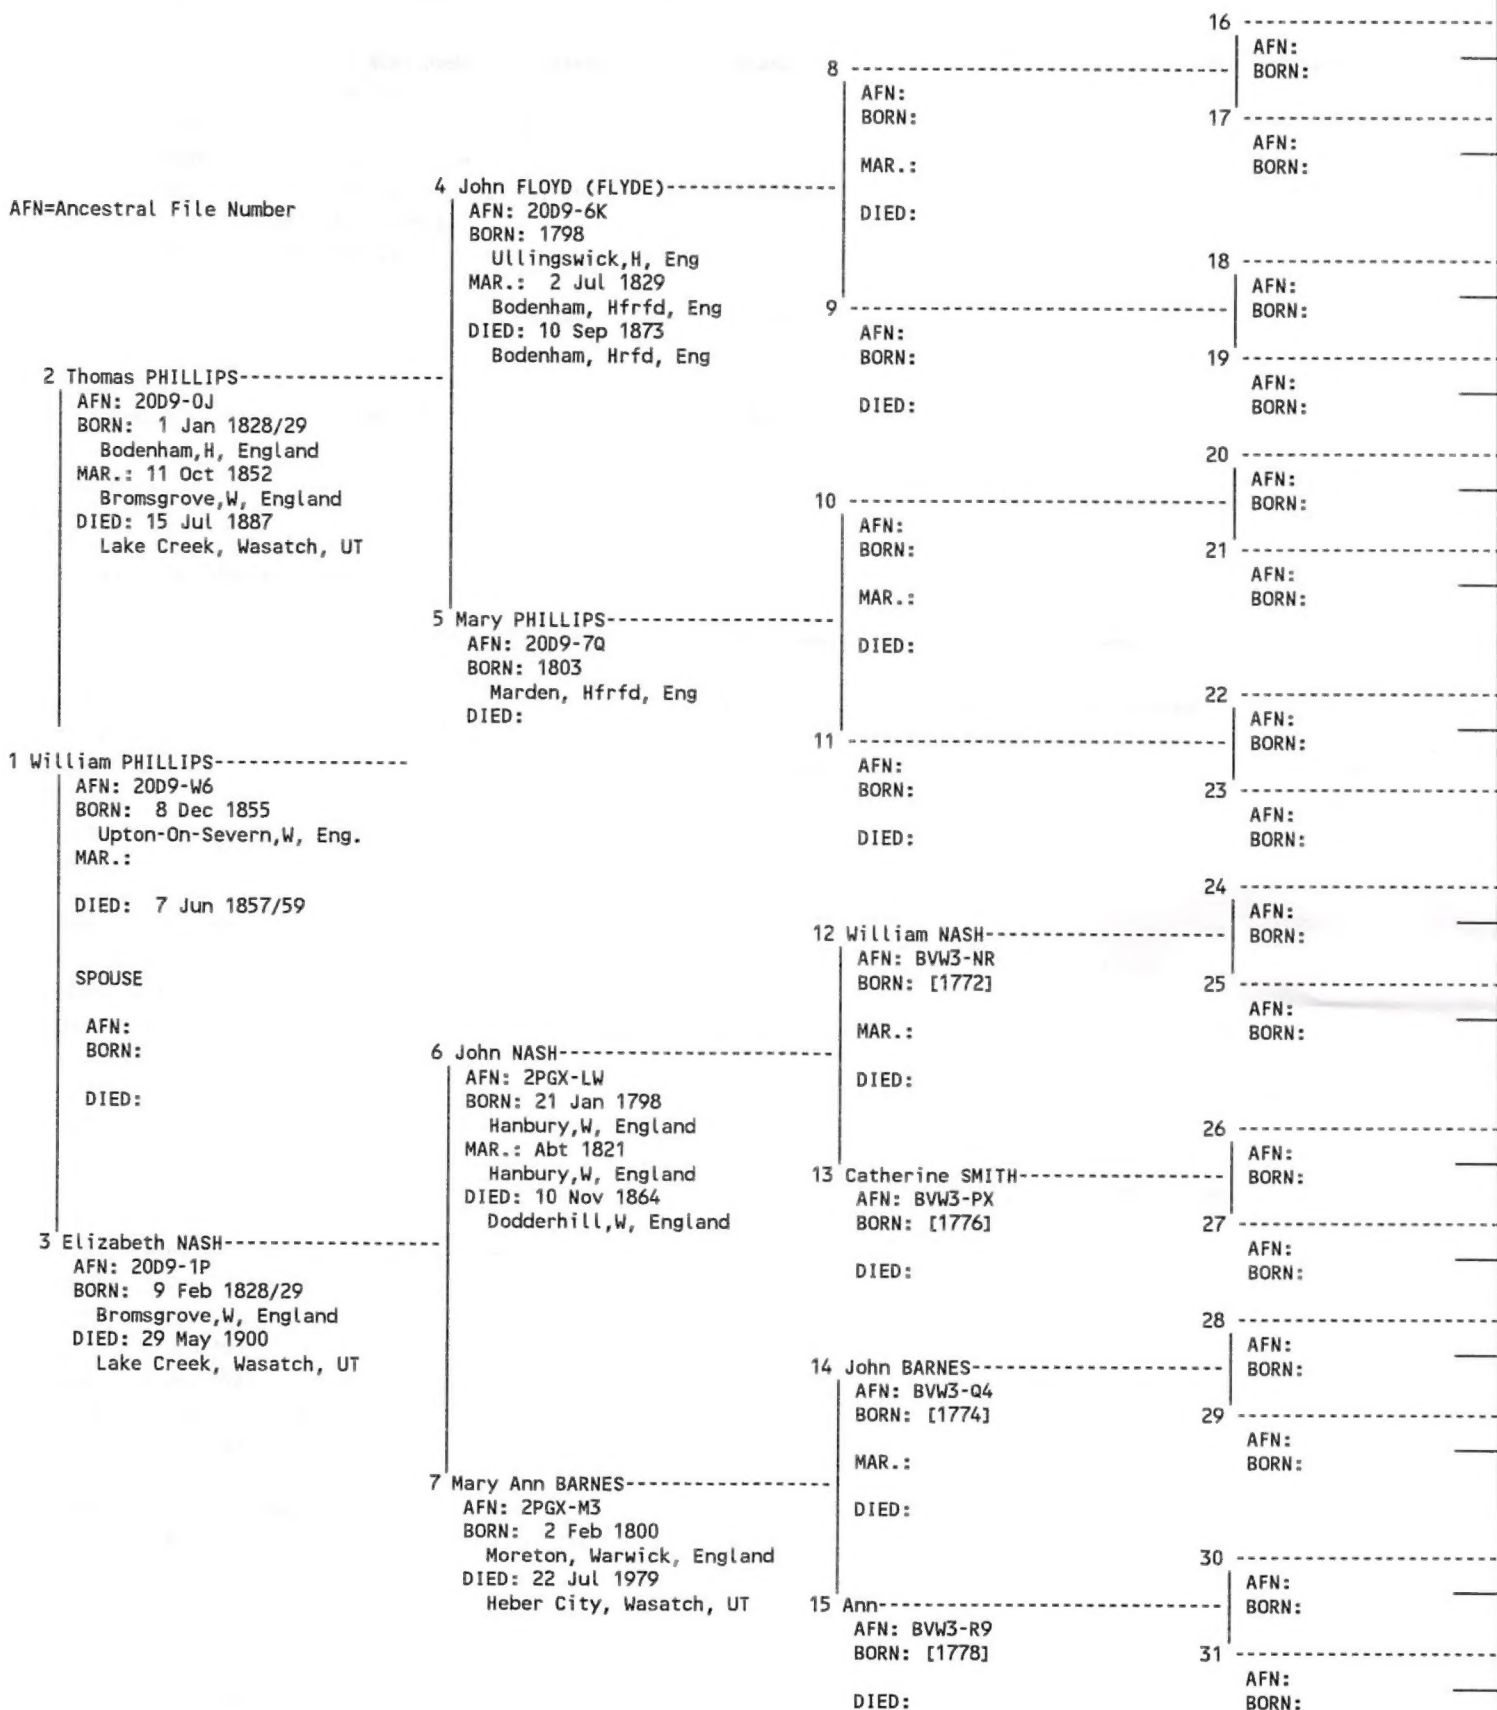 AFN=Ancestral File Number
1 William PHILLIPS----------------
AFN: 20D9-W6
BORN: 8 Dec 1855
Upton-On-Severn,W, Eng.
MAR.:
DIED: 7 Jun 1857/59
SPOUSE
AFN:
BORN:
DIED:
2 Thomas PHILLIPS-----------------
AFN: 20D9-0J
BORN: 1 Jan 1828/29
Bodenham,H, England
MAR.: 11 Oct 1852
Bromsgrove,W, England
DIED: 15 Jul 1887
Lake Creek, Wasatch, UT
3 Elizabeth NASH------------------
AFN: 20D9-1P
BORN: 9 Feb 1828/29
Bromsgrove,W, England
DIED: 29 May 1900
Lake Creek, Wasatch, UT
4 John FLOYD (FLYDE)--------------
AFN: 20D9-6K
BORN: 1798
Ullingswick,H, Eng
MAR.: 2 Jul 1829
Bodenham, Hfrfd, Eng
DIED: 10 Sep 1873
Bodenham, Hrfd, Eng
5 Mary PHILLIPS-------------------
AFN: 20D9-7Q
BORN: 1803
Marden, Hfrfd, Eng
DIED:
6 John NASH-----------------------
AFN: 2PGX-LW
BORN: 21 Jan 1798
Hanbury,W, England
MAR.: Abt 1821
Hanbury,W, England
DIED: 10 Nov 1864
Dodderhill,W, England
7 Mary Ann BARNES-----------------
AFN: 2PGX-M3
BORN: 2 Feb 1800
Moreton, Warwick, England
DIED: 22 Jul 1979
Heber City, Wasatch, UT
8 --------------------------------
AFN:
BORN:
MAR.:
DIED:
9 --------------------------------
AFN:
BORN:
DIED:
10 --------------------------------
AFN:
BORN:
MAR.:
DIED:
11 --------------------------------
AFN:
BORN:
DIED:
12 William NASH--------------------
AFN: BVW3-NR
BORN: [1772]
MAR.:
DIED:
13 Catherine SMITH-----------------
AFN: BVW3-PX
BORN: [1776]
DIED:
14 John BARNES---------------------
AFN: BVW3-Q4
BORN: [1774]
MAR.:
DIED:
15 Ann-----------------------------
AFN: BVW3-R9
BORN: [1778]
DIED:
16 ---------------------
AFN:
BORN:
17 ---------------------
AFN:
BORN:
18 ---------------------
AFN:
BORN:
19 ---------------------
AFN:
BORN:
20 ---------------------
AFN:
BORN:
21 ---------------------
AFN:
BORN:
22 ---------------------
AFN:
BORN:
23 ---------------------
AFN:
BORN:
24 ---------------------
AFN:
BORN:
25 ---------------------
AFN:
BORN:
26 ---------------------
AFN:
BORN:
27 ---------------------
AFN:
BORN:
28 ---------------------
AFN:
BORN:
29 ---------------------
AFN:
BORN:
30 ---------------------
AFN:
BORN:
31 ---------------------
AFN:
BORN: